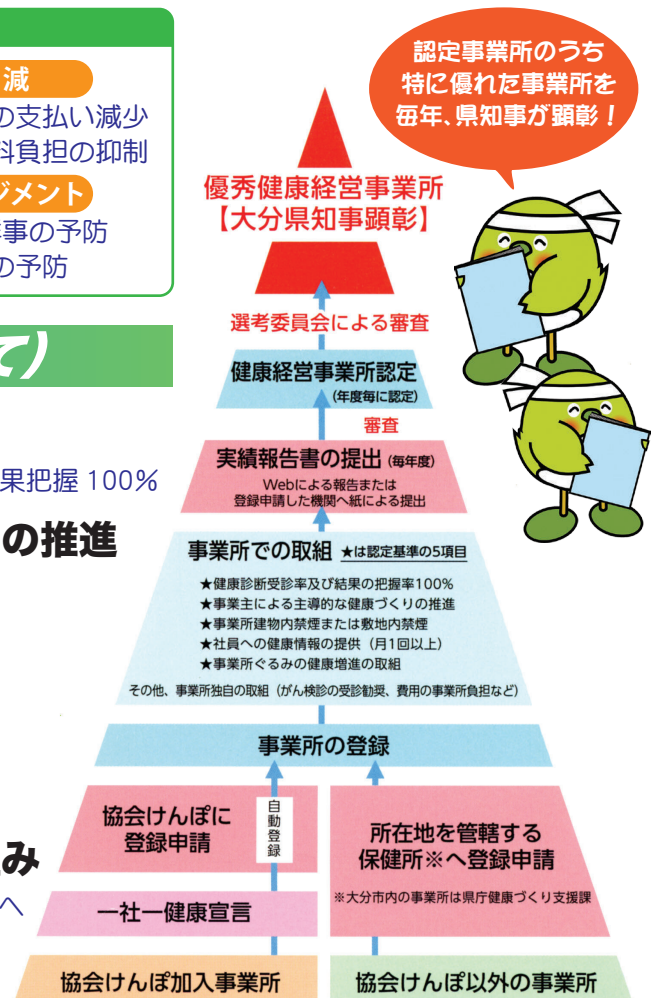 減
の支払い減少
料負担の抑制
ジメント
事の予防
の予防
認定事業所のうち
特に優れた事業所を
毎年、県知事が顕彰！
優秀健康経営事業所
【大分県知事顕彰】
て)
選考委員会による審査
健康経営事業所認定
(年度毎に認定)
審査
果把握 100％
実績報告書の提出 (毎年度)
Webによる報告または
登録申請した機関へ紙による提出
の推進
事業所での取組 ★は認定基準の5項目
★健康診断受診率及び結果の把握率100％
★事業主による主導的な健康づくりの推進
★事業所建物内禁煙または敷地内禁煙
★社員への健康情報の提供（月1回以上）
★事業所ぐるみの健康増進の取組
その他、事業所独自の取組（がん検診の受診勧奨、費用の事業所負担など）
事業所の登録
協会けんぽに
登録申請
自動登録
所在地を管轄する
保健所※へ登録申請
※大分市内の事業所は県庁健康づくり支援課
み
へ
一社一健康宣言
協会けんぽ加入事業所
協会けんぽ以外の事業所